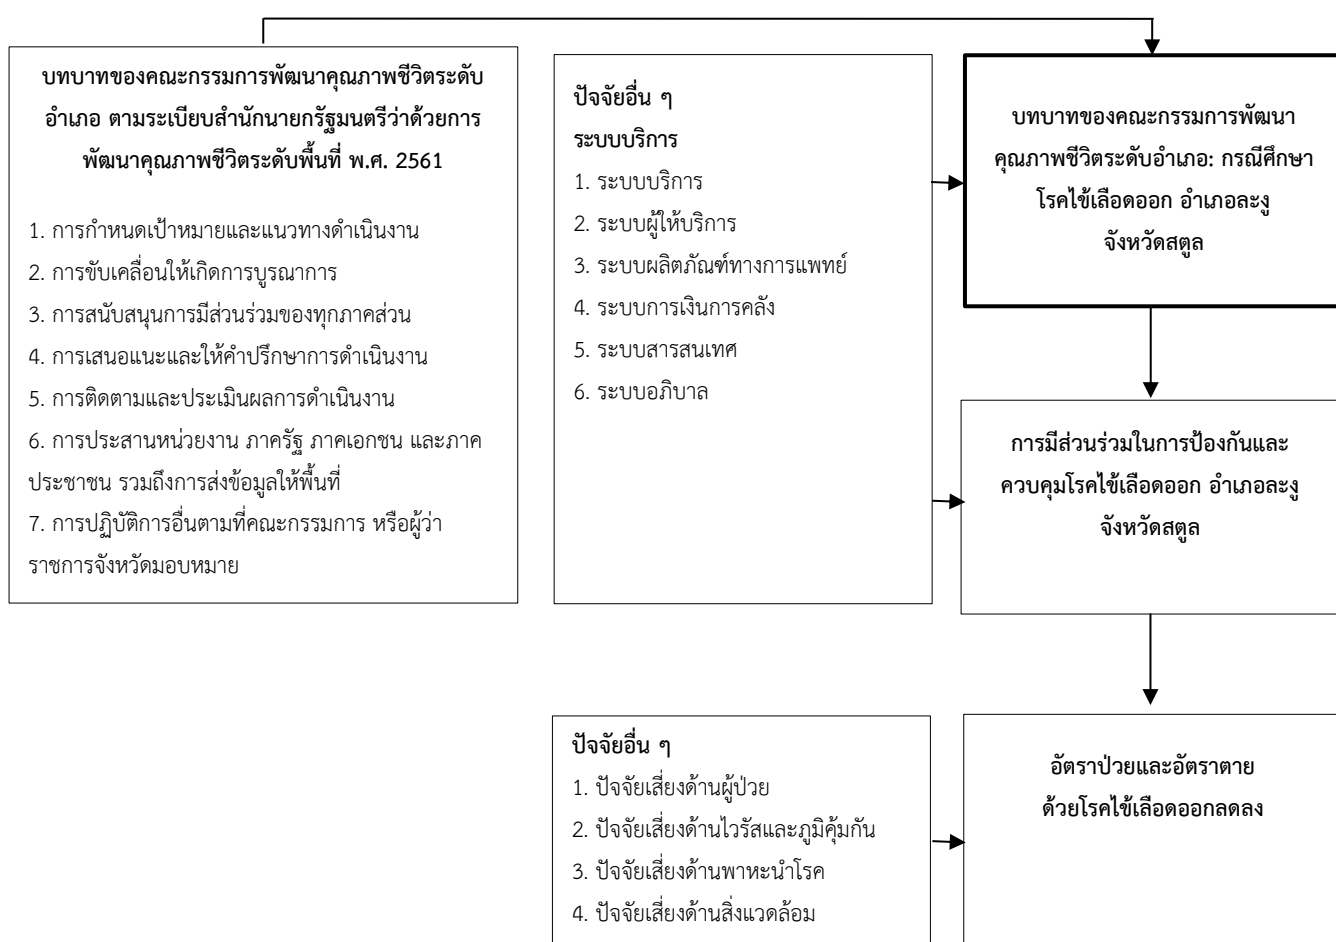 บทบาทของคณะกรรมการพัฒนาคุณภาพชีวิตระดับ
อำเภอ ตามระเบียบสำนักนายกรัฐมนตรีว่าด้วยการ
พัฒนาคุณภาพชีวิตระดับพื้นที่ พ.ศ. 2561
1. การกำหนดเป้าหมายและแนวทางดำเนินงาน
2. การขับเคลื่อนให้เกิดการบูรณาการ
3. การสนับสนุนการมีส่วนร่วมของทุกภาคส่วน
4. การเสนอแนะและให้คำปรึกษาการดำเนินงาน
5. การติดตามและประเมินผลการดำเนินงาน
6. การประสานหน่วยงาน ภาครัฐ ภาคเอกชน และภาค
ประชาชน รวมถึงการส่งข้อมูลให้พื้นที่
7. การปฏิบัติการอื่นตามที่คณะกรรมการ หรือผู้ว่า
ราชการจังหวัดมอบหมาย
ปัจจัยอื่น ๆ
ระบบบริการ
1. ระบบบริการ
2. ระบบผู้ให้บริการ
3. ระบบผลิตภัณฑ์ทางการแพทย์
4. ระบบการเงินการคลัง
5. ระบบสารสนเทศ
6. ระบบอภิบาล
บทบาทของคณะกรรมการพัฒนา
คุณภาพชีวิตระดับอำเภอ: กรณีศึกษา
โรคไข้เลือดออก อำเภอละงู
จังหวัดสตูล
การมีส่วนร่วมในการป้องกันและ
ควบคุมโรคไข้เลือดออก อำเภอละงู
จังหวัดสตูล
ปัจจัยอื่น ๆ
1. ปัจจัยเสี่ยงด้านผู้ป่วย
2. ปัจจัยเสี่ยงด้านไวรัสและภูมิคุ้มกัน
3. ปัจจัยเสี่ยงด้านพาหะนำโรค
4. ปัจจัยเสี่ยงด้านสิ่งแวดล้อม
อัตราป่วยและอัตราตาย
ด้วยโรคไข้เลือดออกลดลง